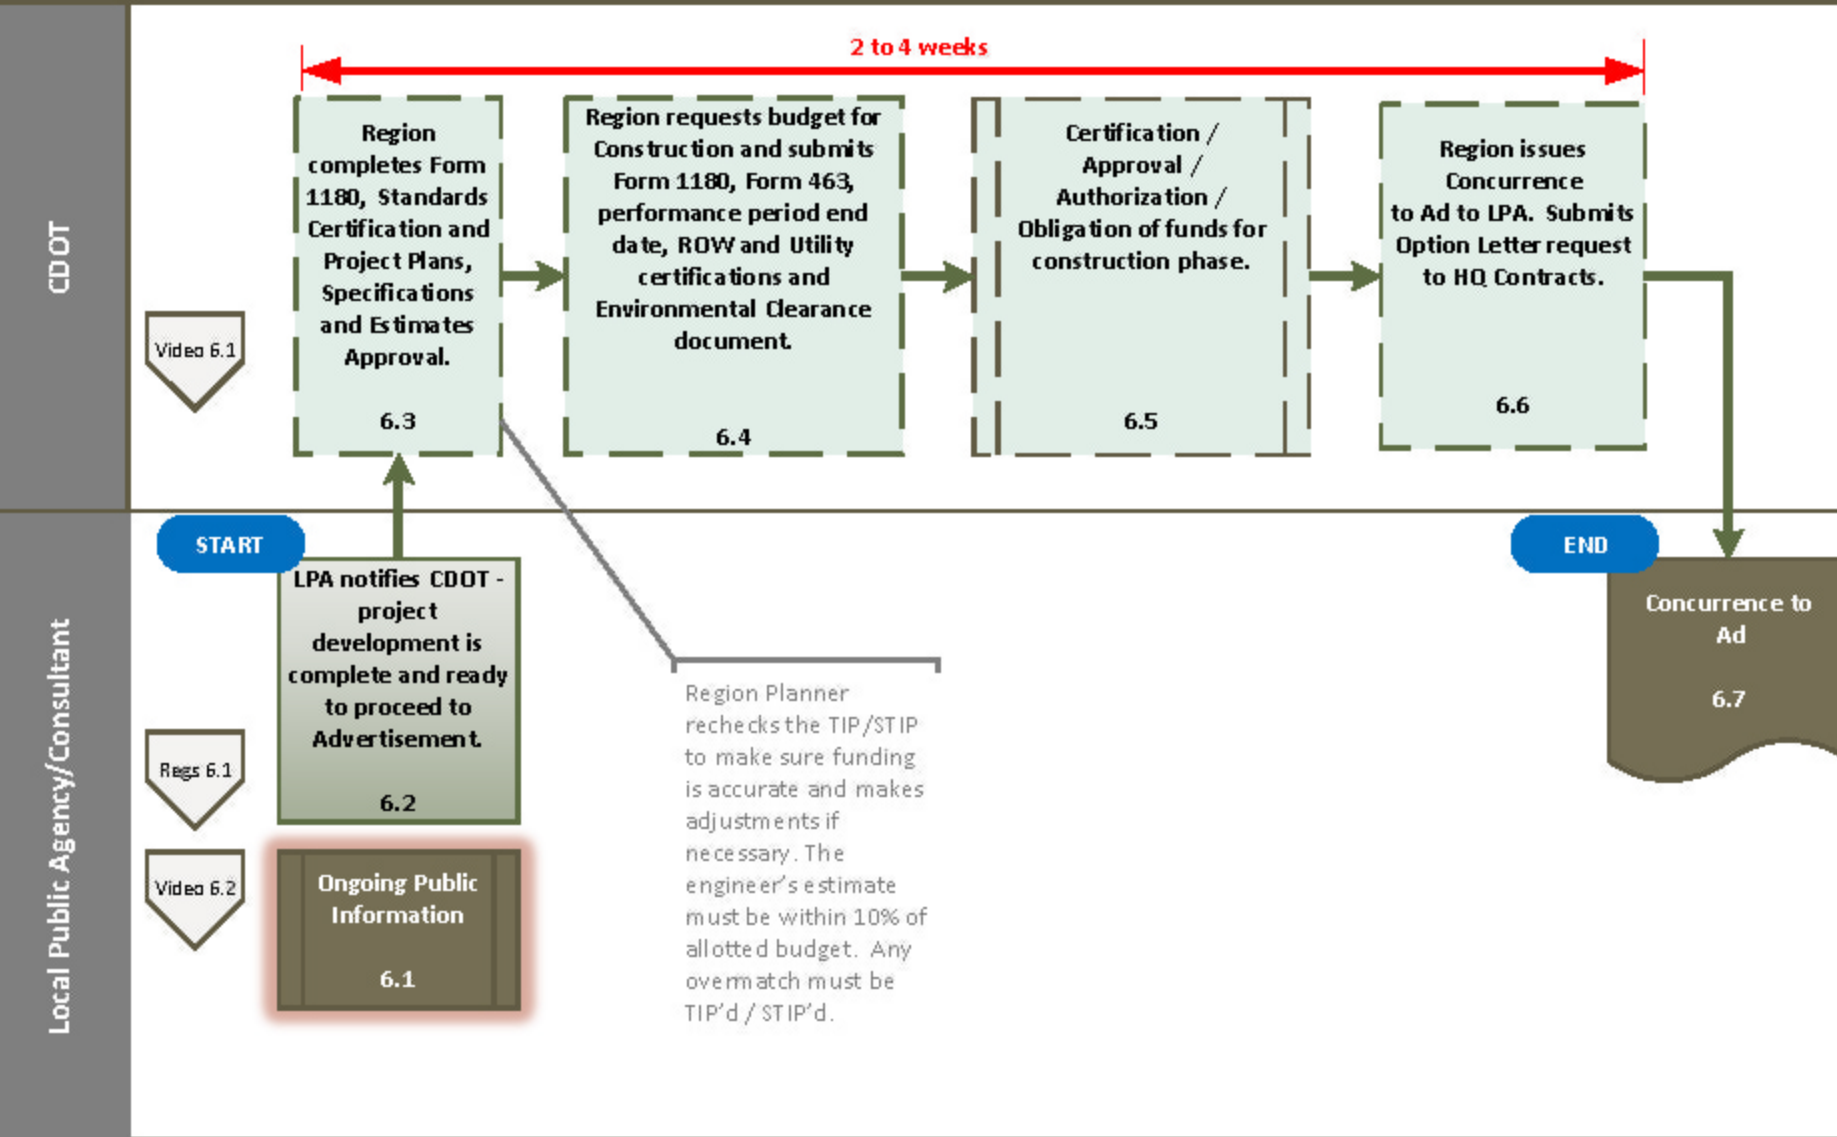 2 to 4 weeks
CDOT
Video 6.1
Region
completes Form
1180, Standards
Certification and
Project Plans,
Specifications
and Estimates
Approval.
6.3
Region requests budget for
Construction and submits
Form 1180, Form 463,
performance period end
date, ROW and Utility
certifications and
Environmental Clearance
document.
6.4
Certification /
Approval /
Authorization /
Obligation of funds for
construction phase.
6.5
Region issues
Concurrence
to Ad to LPA. Submits
Option Letter request
to HQ Contracts.
6.6
Local Public Agency/Consultant
START
LPA notifies CDOT -
project
development is
complete and ready
to proceed to
Advertisement.
6.2
Regs 6.1
Video 6.2
Ongoing Public
Information
6.1
Region Planner
rechecks the TIP/STIP
to make sure funding
is accurate and makes
adjustments if
necessary. The
engineer's estimate
must be within 10% of
allotted budget. Any
overmatch must be
TIP'd / STIP'd.
END
Concurrence to
Ad
6.7